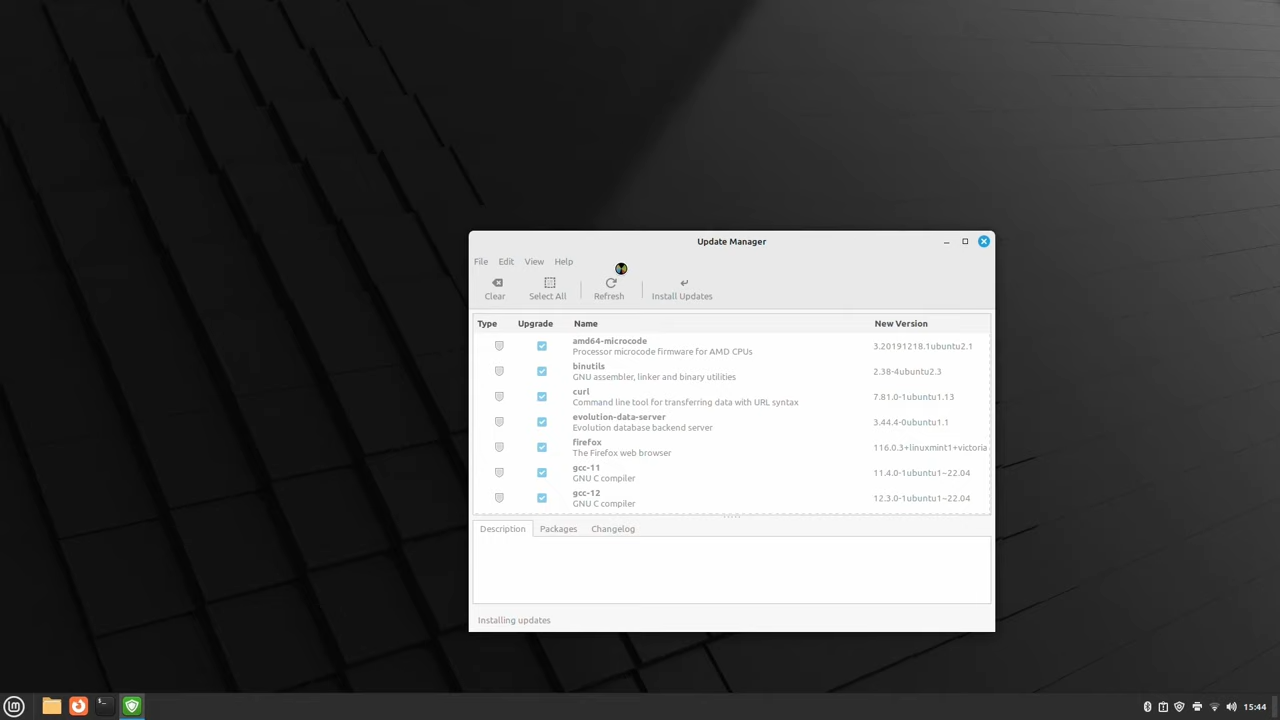 Update Manager
File Edit View Help
Clear Select All Refresh Install Updates
Type Upgrade Name New Version
amd64-microcode
Processor microcode firmware for AMD CPUs 3.20191218.1ubuntu2.1
binutils
GNU assembler, linker and binary utilities 2.38-4ubuntu2.3
curl
Command line tool for transferring data with URL syntax 7.81.0-1ubuntu1.13
evolution-data-server
Evolution database backend server 3.44.4-0ubuntu1.1
firefox
The Firefox web browser 116.0.3+linuxmint1+victoria
gcc-11
GNU C compiler 11.4.0-1ubuntu1~22.04
gcc-12
GNU C compiler 12.3.0-1ubuntu1~22.04
Description Packages Changelog
Installing updates
15:44